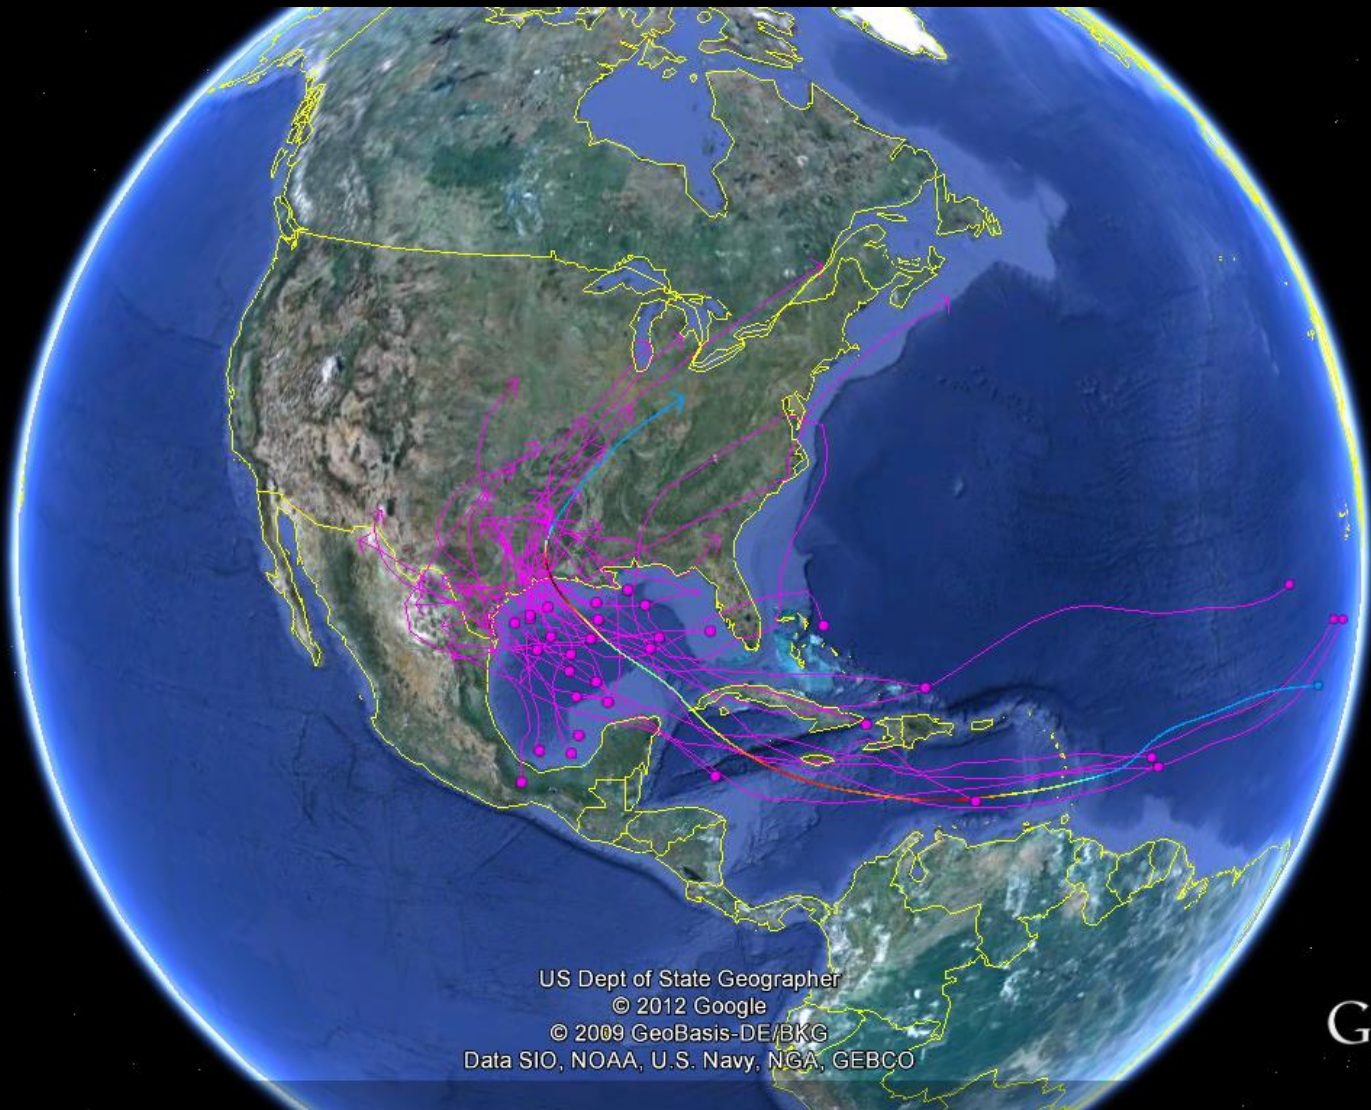 US Dept of State Geographer
© 2012 Google
© 2009 GeoBasis-DE/BKG
Data SIO, NOAA, U.S. Navy, NGA, GEBCO
G